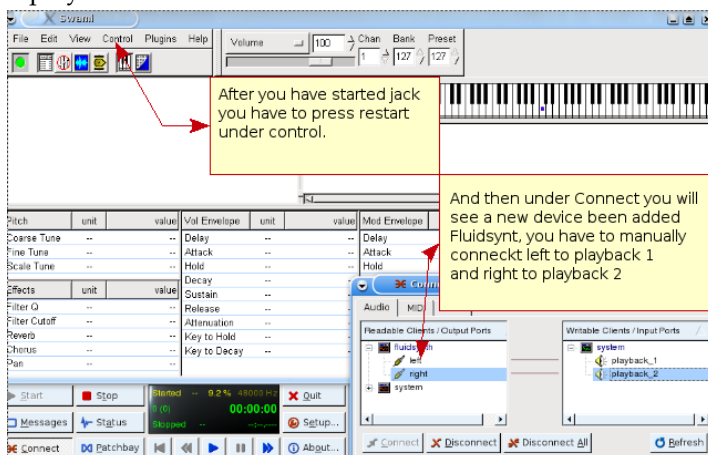 Swami
File Edit View Control Plugins Help
Volume 100 Chan Bank Preset
1 127 127
After you have started jack
you have to press restart
under control.
And then under Connect you will
see a new device been added
Fluidsynt, you have to manually
conneckt left to playback 1
and right to playback 2
Pitch unit value Vol Envelope unit value Mod Envelope
Coarse Tune -- -- Delay -- -- Delay
Fine Tune -- -- Attack -- -- Attack
Scale Tune -- -- Hold -- -- Hold
Decay -- --
Effects unit value Sustain -- --
Filter Q -- -- Release -- --
Filter Cutoff -- -- Attenuation -- --
Reverb -- -- Key to Hold -- --
Chorus -- -- Key to Decay -- --
Pan -- --
Audio MIDI
Readable Clients / Output Ports Writable Clients / Input Ports
fluidsynth system
left playback_1
right playback_2
system
Connect Disconnect Disconnect All Refresh
Start Stop Started -- 9.2 % 48000 Hz Quit
0 (0) 00:00:00
Messages Status Stopped -- --:--:-- Setup...
Connect Patchbay About...